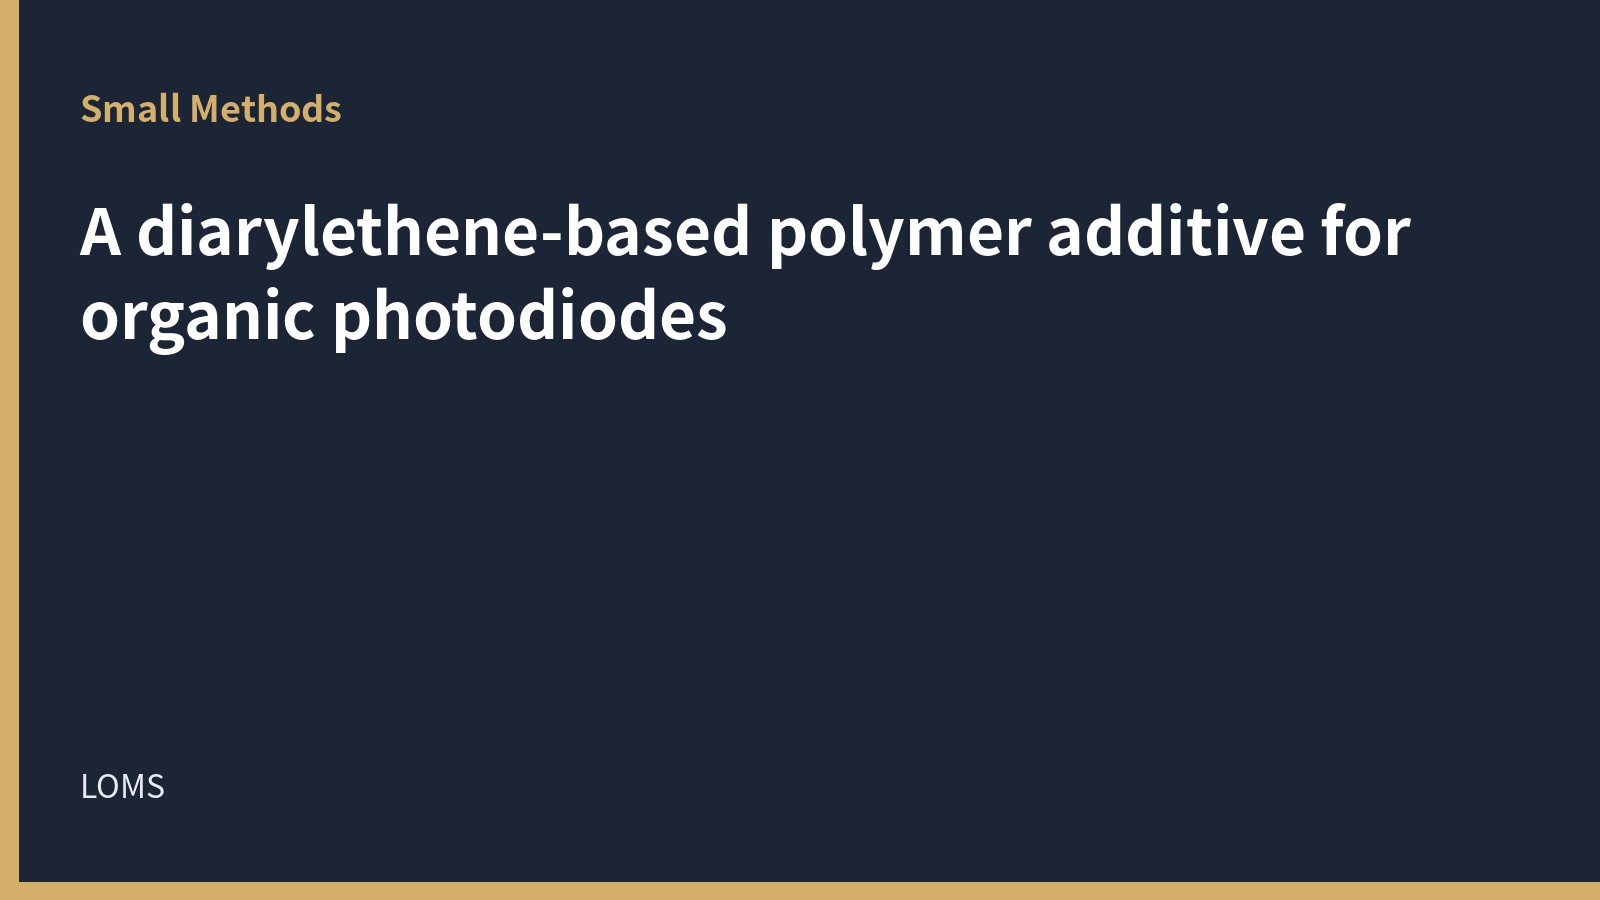 Small Methods
A diarylethene-based polymer additive for
organic photodiodes
LOMS